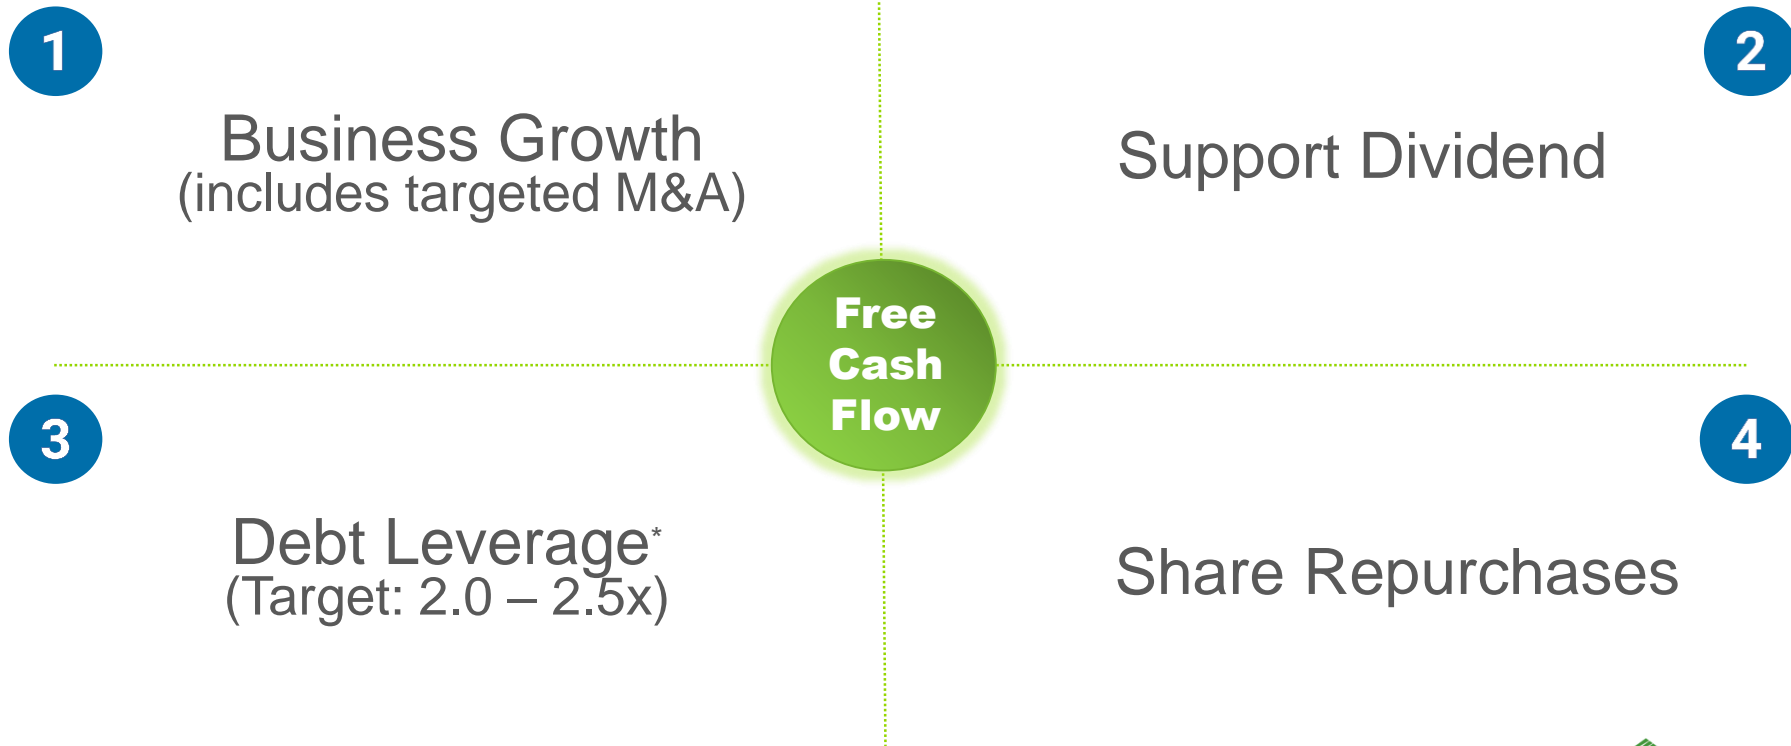 1
Business Growth
(includes targeted M&A)
2
Support Dividend
Free
Cash
Flow
3
Debt Leverage*
(Target: 2.0 – 2.5x)
4
Share Repurchases